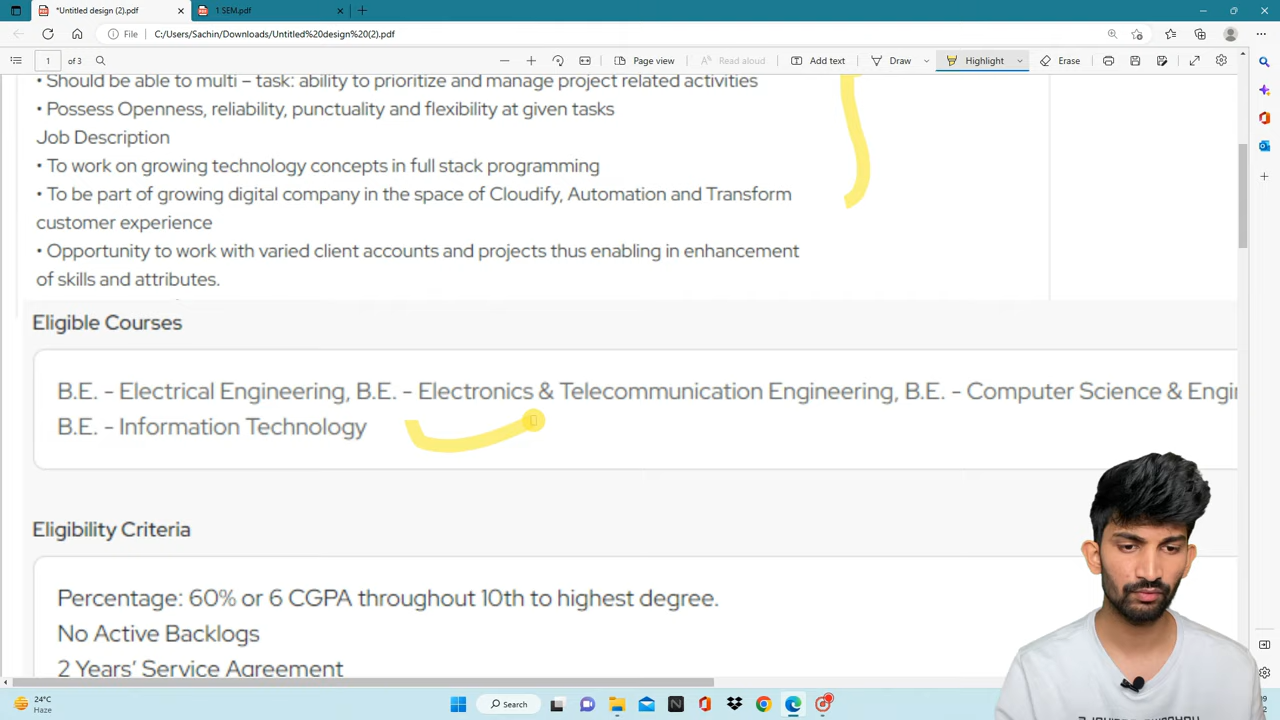 *Untitled design (2).pdf
1 SEM.pdf
File
C:/Users/Sachin/Downloads/Untitled%20design%20(2).pdf
1 of 3
Page view
Read aloud
Add text
Draw
Highlight
Erase
• Should be able to multi – task: ability to prioritize and manage project related activities
• Possess Openness, reliability, punctuality and flexibility at given tasks
Job Description
• To work on growing technology concepts in full stack programming
• To be part of growing digital company in the space of Cloudify, Automation and Transform
customer experience
• Opportunity to work with varied client accounts and projects thus enabling in enhancement
of skills and attributes.
Eligible Courses
B.E. - Electrical Engineering, B.E. - Electronics & Telecommunication Engineering, B.E. - Computer Science & Engi
B.E. - Information Technology
Eligibility Criteria
Percentage: 60% or 6 CGPA throughout 10th to highest degree.
No Active Backlogs
2 Years' Service Agreement
24°C
Haze
Search